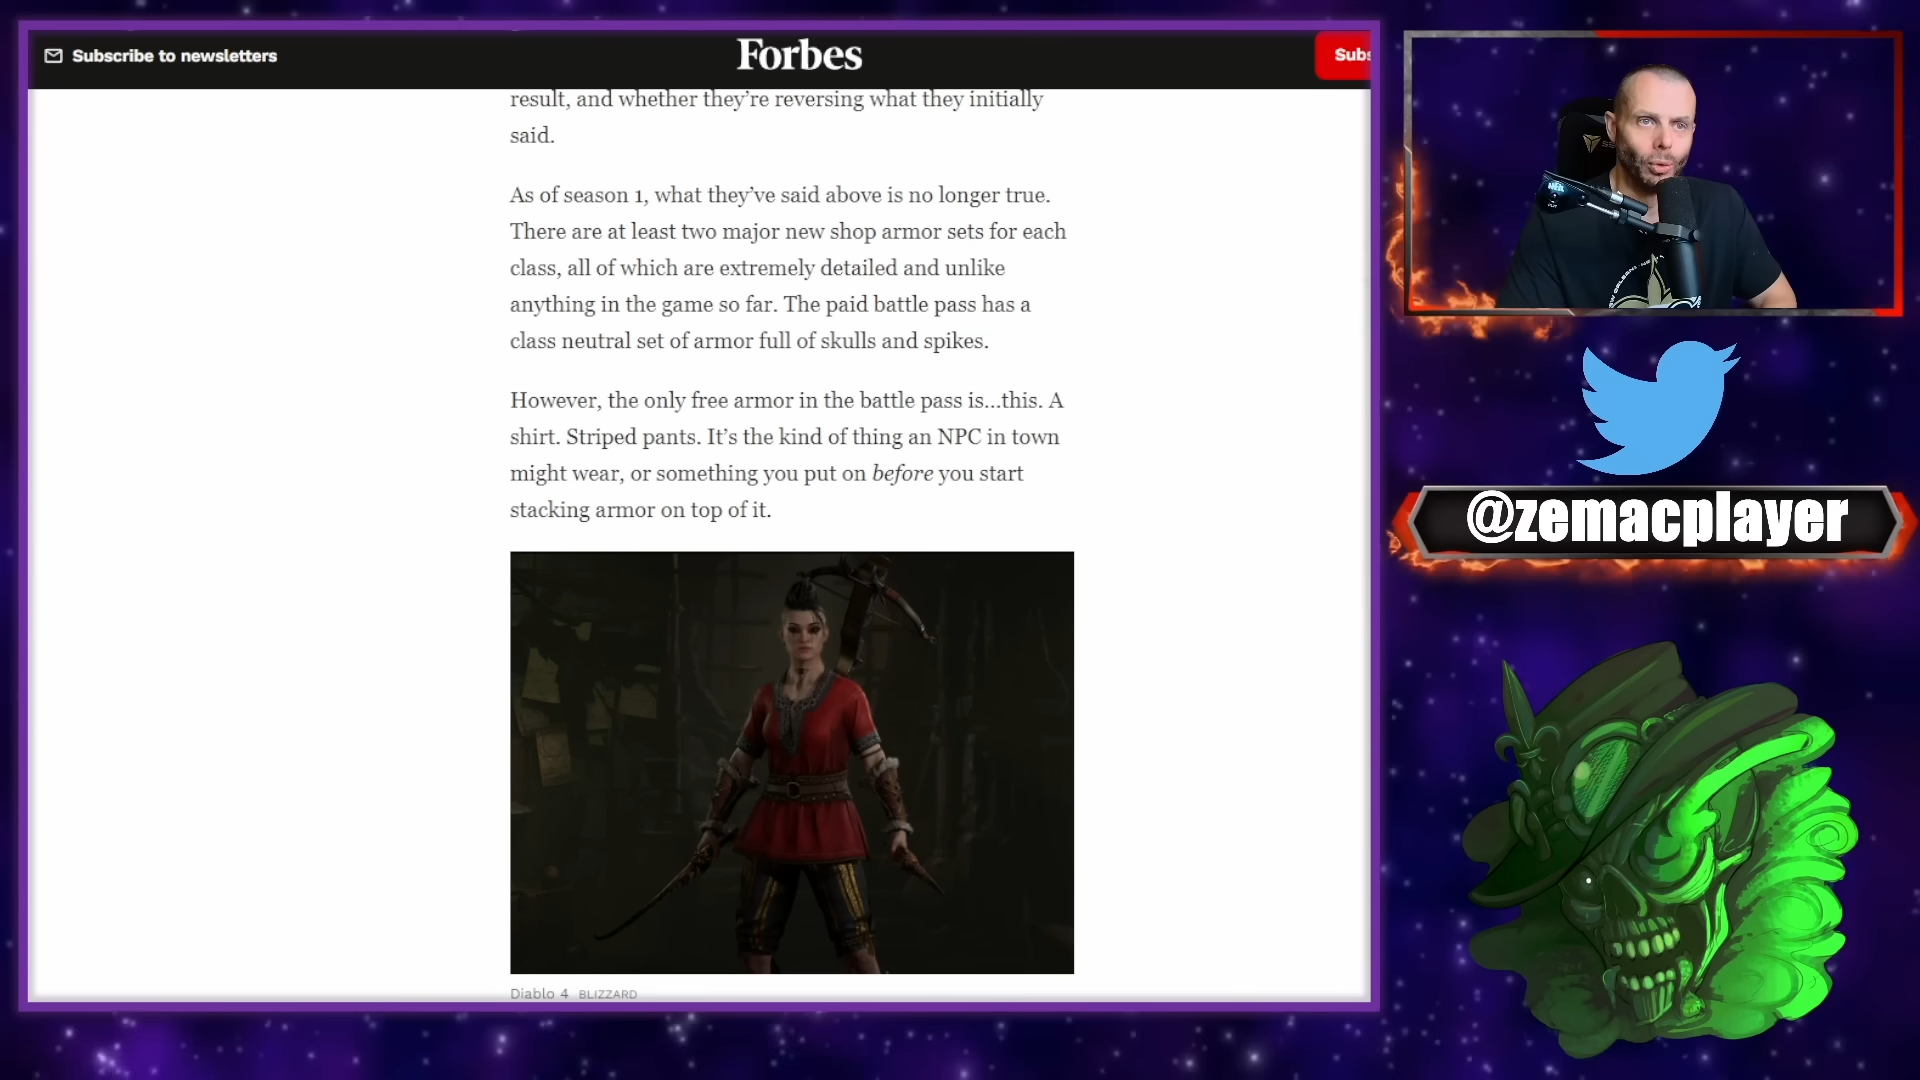 Subscribe to newsletters
Forbes
Subs
result, and whether they’re reversing what they initially
said.
As of season 1, what they’ve said above is no longer true.
There are at least two major new shop armor sets for each
class, all of which are extremely detailed and unlike
anything in the game so far. The paid battle pass has a
class neutral set of armor full of skulls and spikes.
However, the only free armor in the battle pass is…this. A
shirt. Striped pants. It’s the kind of thing an NPC in town
might wear, or something you put on before you start
stacking armor on top of it.
Diablo 4 BLIZZARD
@zemacplayer